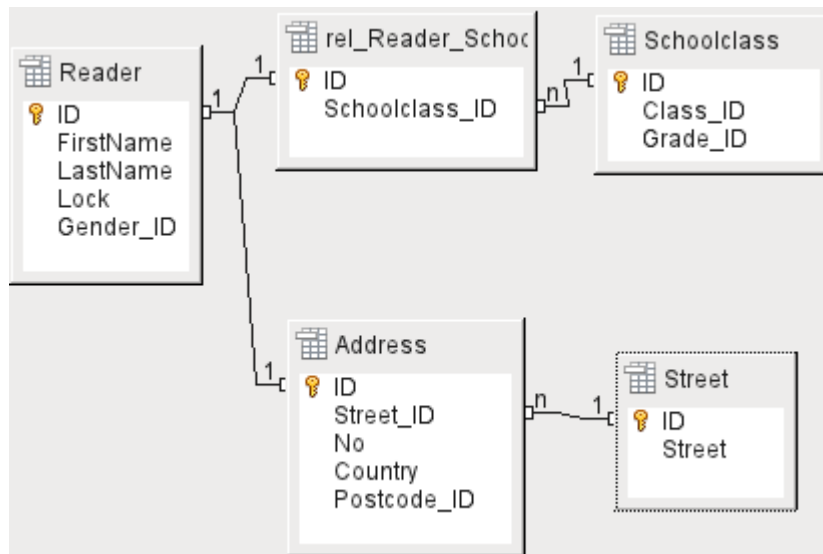 Reader
ID
FirstName
LastName
Lock
Gender_ID
1
1
rel_Reader_Schoo
ID
Schoolclass_ID
n
1
Schoolclass
ID
Class_ID
Grade_ID
1
Address
ID
Street_ID
No
Country
Postcode_ID
n
1
Street
ID
Street